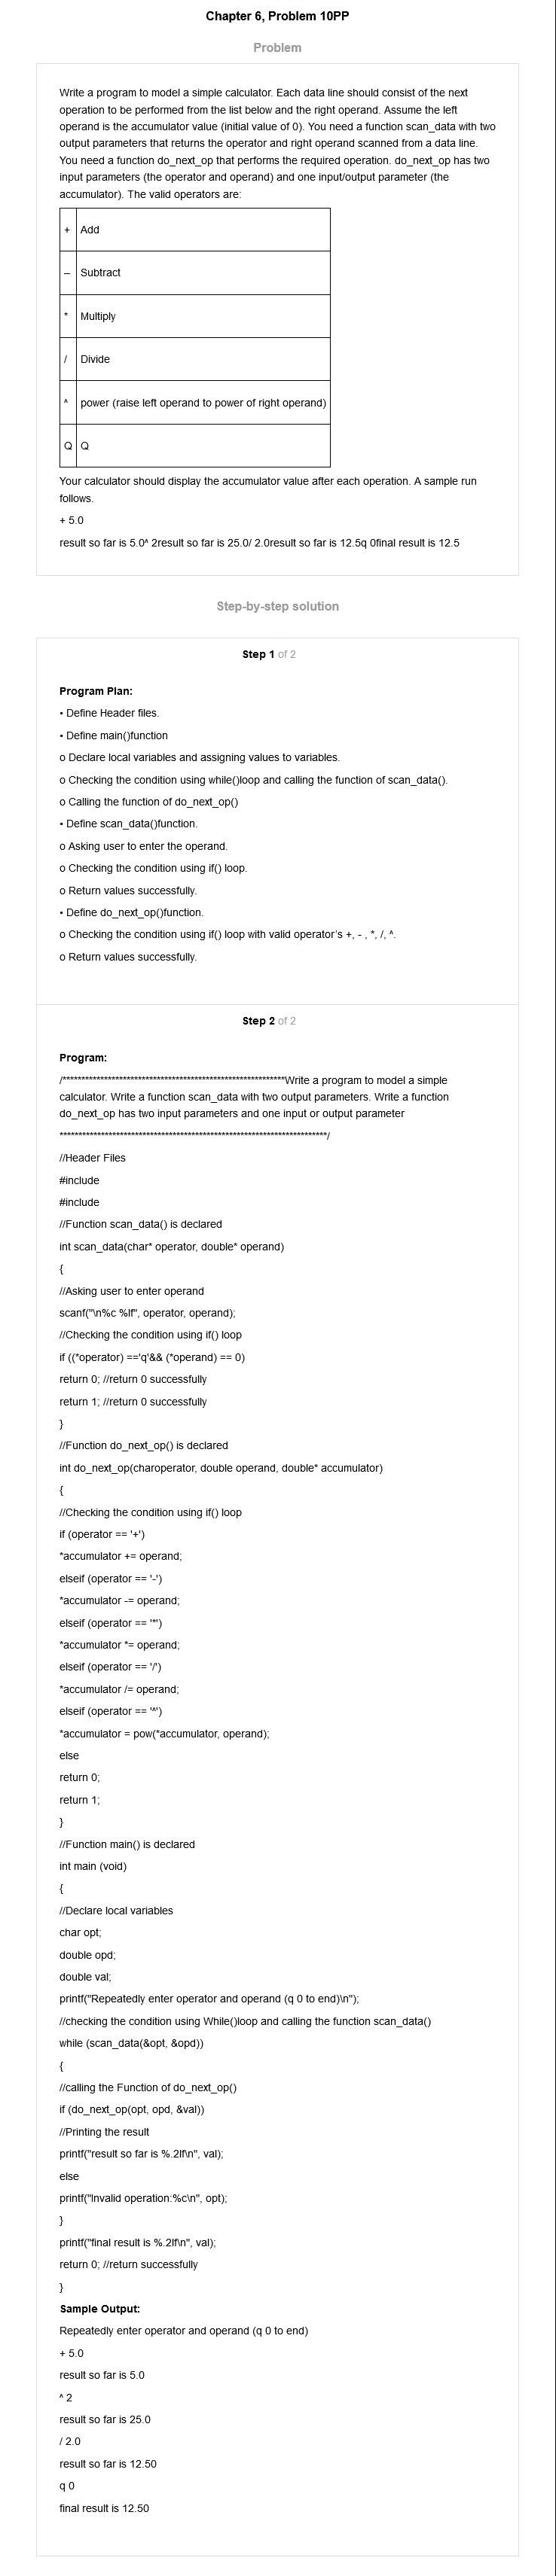 Chapter 6, Problem 10PP
Problem
Write a program to model a simple calculator. Each data line should consist of the next
operation to be performed from the list below and the right operand. Assume the left
operand is the accumulator value (initial value of 0). You need a function scan_data with two
output parameters that returns the operator and right operand scanned from a data line.
You need a function do_next_op that performs the required operation. do_next_op has two
input parameters (the operator and operand) and one input/output parameter (the
accumulator). The valid operators are:
+ Add
– Subtract
* Multiply
/ Divide
^ power (raise left operand to power of right operand)
Q Q
Your calculator should display the accumulator value after each operation. A sample run
follows.
+ 5.0
result so far is 5.0^ 2result so far is 25.0/ 2.0result so far is 12.5q 0final result is 12.5
Step-by-step solution
Step 1 of 2
Program Plan:
• Define Header files.
• Define main()function
o Declare local variables and assigning values to variables.
o Checking the condition using while()loop and calling the function of scan_data().
o Calling the function of do_next_op()
• Define scan_data()function.
o Asking user to enter the operand.
o Checking the condition using if() loop.
o Return values successfully.
• Define do_next_op()function.
o Checking the condition using if() loop with valid operator's +, - , *, /, ^.
o Return values successfully.
Step 2 of 2
Program:
/***********************************************************Write a program to model a simple
calculator. Write a function scan_data with two output parameters. Write a function
do_next_op has two input parameters and one input or output parameter
***********************************************************************/
//Header Files
#include
#include
//Function scan_data() is declared
int scan_data(char* operator, double* operand)
{
//Asking user to enter operand
scanf("\n%c %lf", operator, operand);
//Checking the condition using if() loop
if ((*operator) =='q'&& (*operand) == 0)
return 0; //return 0 successfully
return 1; //return 0 successfully
}
//Function do_next_op() is declared
int do_next_op(charoperator, double operand, double* accumulator)
{
//Checking the condition using if() loop
if (operator == '+')
*accumulator += operand;
elseif (operator == '-')
*accumulator -= operand;
elseif (operator == '*')
*accumulator *= operand;
elseif (operator == '/')
*accumulator /= operand;
elseif (operator == '^')
*accumulator = pow(*accumulator, operand);
else
return 0;
return 1;
}
//Function main() is declared
int main (void)
{
//Declare local variables
char opt;
double opd;
double val;
printf("Repeatedly enter operator and operand (q 0 to end)\n");
//checking the condition using While()loop and calling the function scan_data()
while (scan_data(&opt, &opd))
{
//calling the Function of do_next_op()
if (do_next_op(opt, opd, &val))
//Printing the result
printf("result so far is %.2lf\n", val);
else
printf("Invalid operation:%c\n", opt);
}
printf("final result is %.2lf\n", val);
return 0; //return successfully
}
Sample Output:
Repeatedly enter operator and operand (q 0 to end)
+ 5.0
result so far is 5.0
^ 2
result so far is 25.0
/ 2.0
result so far is 12.50
q 0
final result is 12.50